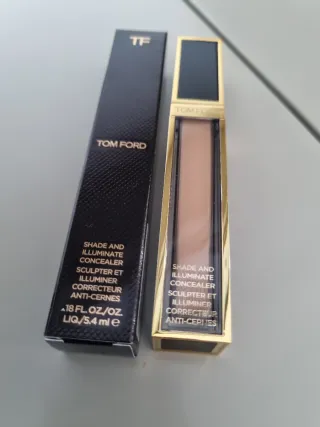 TF
TOM FORD
SHADE AND
ILLUMINATE
CONCEALER
SCULPTER ET
ILLUMINER
CORRECTEUR
ANTI-CERNES
.18 FL.OZ./OZ.
LIQ./5.4 ml e
TOM FORD
SHADE AND
ILLUMINATE
CONCEALER
SCULPTER ET
ILLUMINER
CORRECTEUR
ANTI-CERNES